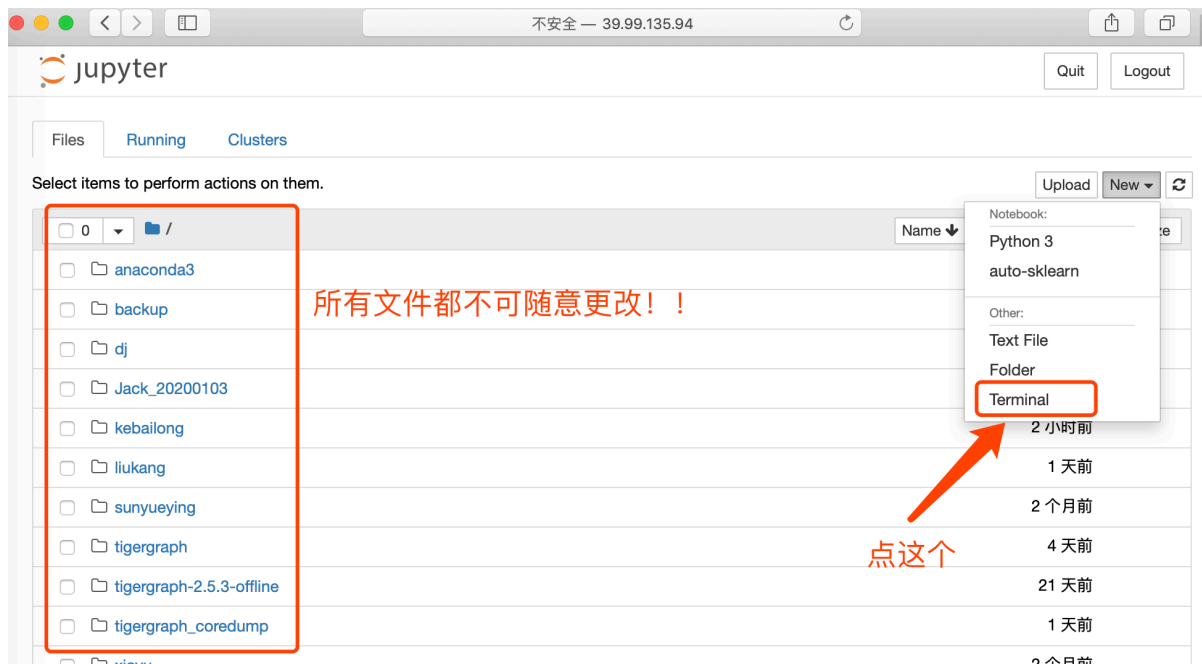 不安全 — 39.99.135.94
jupyter
Quit
Logout
Files
Running
Clusters
Select items to perform actions on them.
Upload
New
0
/
Name
Notebook:
Python 3
auto-sklearn
Other:
Text File
Folder
Terminal
anaconda3
backup
所有文件都不可随意更改！！
dj
Jack_20200103
kebailong
2 小时前
liukang
1 天前
sunyueying
2 个月前
tigergraph
4 天前
点这个
tigergraph-2.5.3-offline
21 天前
tigergraph_coredump
1 天前
2 个月前